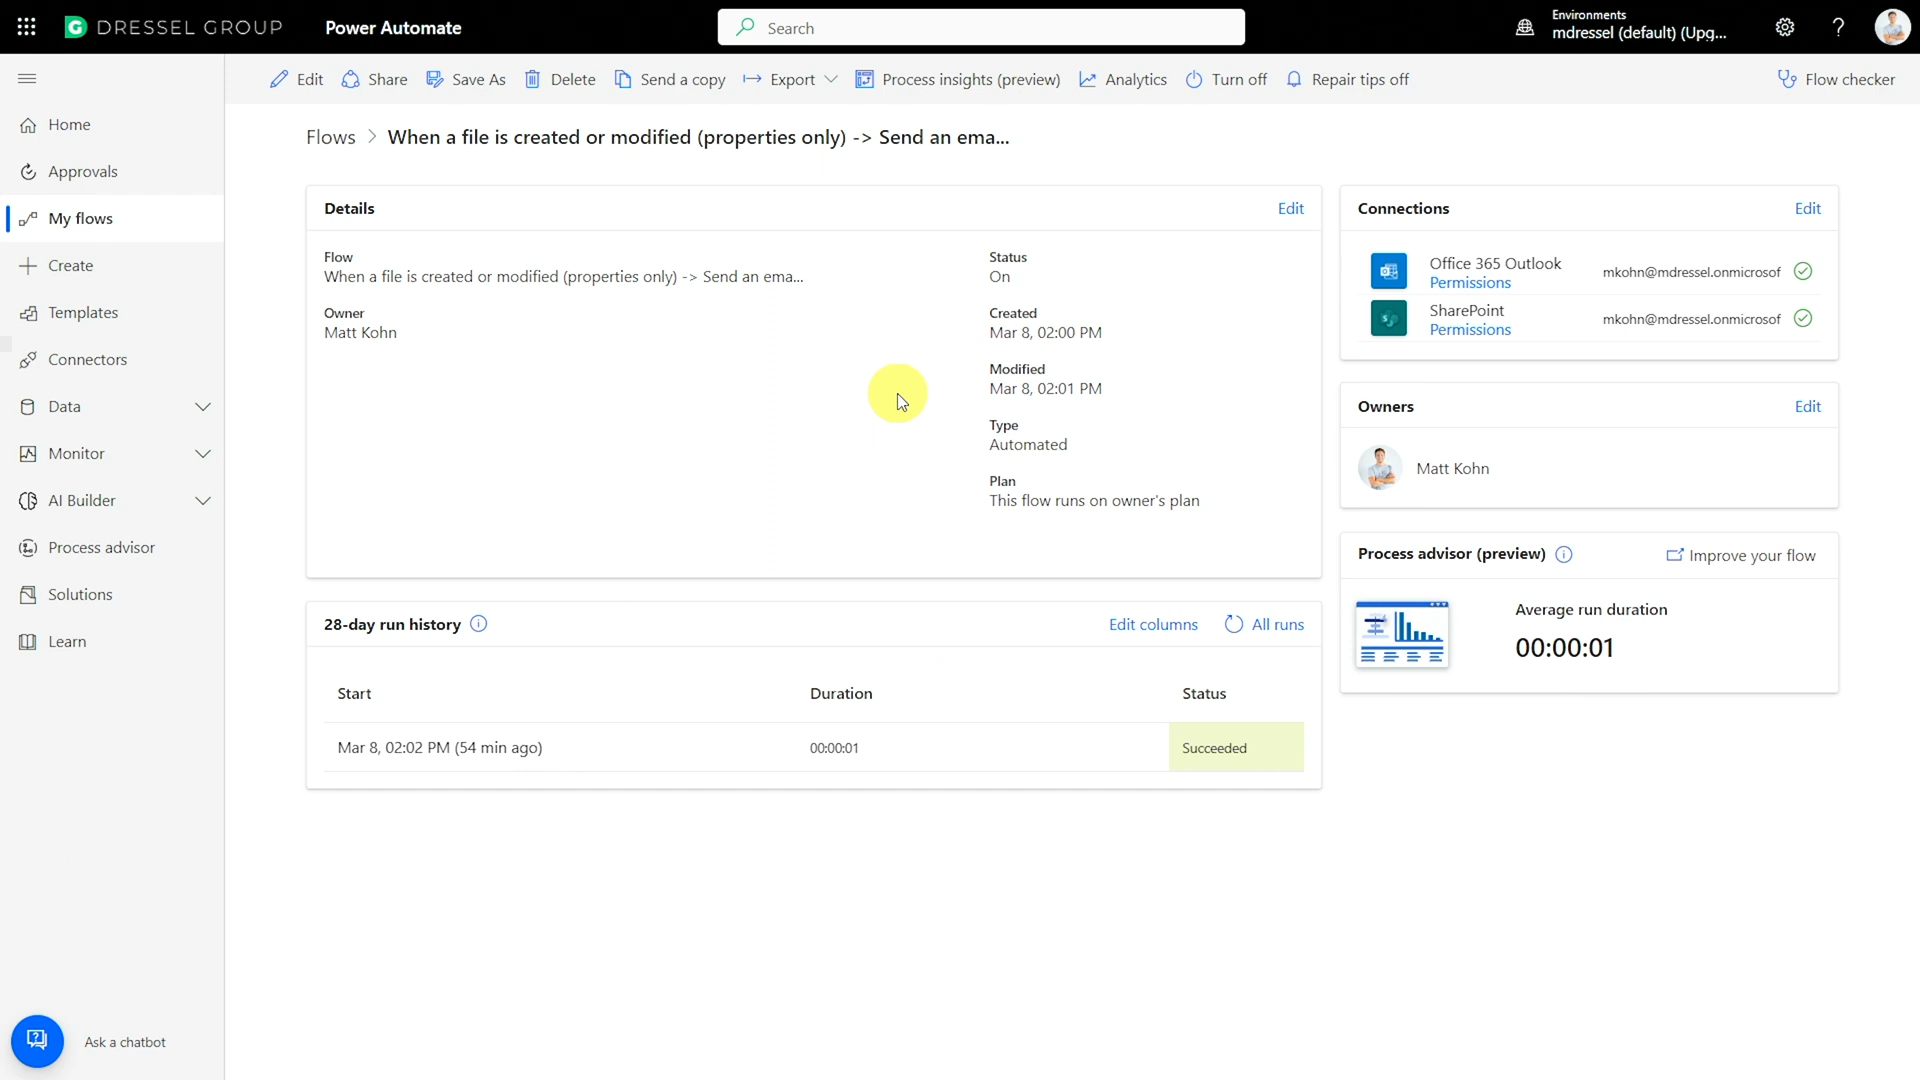 DRESSEL GROUP
Power Automate
Search
Environments
mdressel (default) (Upg...
?
Edit
Share
Save As
Delete
Send a copy
Export
Process insights (preview)
Analytics
Turn off
Repair tips off
Flow checker
Home
Approvals
My flows
Create
Templates
Connectors
Data
Monitor
AI Builder
Process advisor
Solutions
Learn
Ask a chatbot
Flows > When a file is created or modified (properties only) -> Send an ema...
Details
Edit
Flow
When a file is created or modified (properties only) -> Send an ema...
Owner
Matt Kohn
Status
On
Created
Mar 8, 02:00 PM
Modified
Mar 8, 02:01 PM
Type
Automated
Plan
This flow runs on owner's plan
28-day run history
Edit columns
All runs
Start
Duration
Status
Mar 8, 02:02 PM (54 min ago)
00:00:01
Succeeded
Connections
Edit
Office 365 Outlook
Permissions
mkohn@mdressel.onmicrosof
SharePoint
Permissions
mkohn@mdressel.onmicrosof
Owners
Edit
Matt Kohn
Process advisor (preview)
Improve your flow
Average run duration
00:00:01